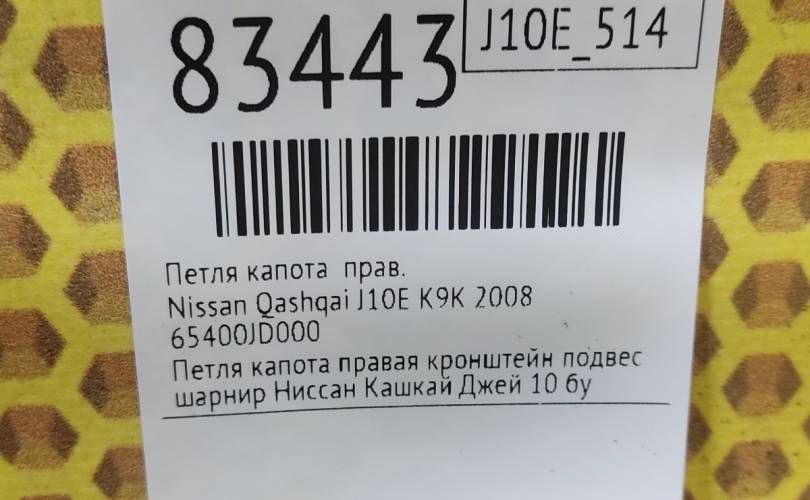 83443
J10E_514
Петля капота прав.
Nissan Qashqai J10E K9K 2008
65400JD000
Петля капота правая кронштейн подвес
шарнир Ниссан Кашкай Джей 10 бу